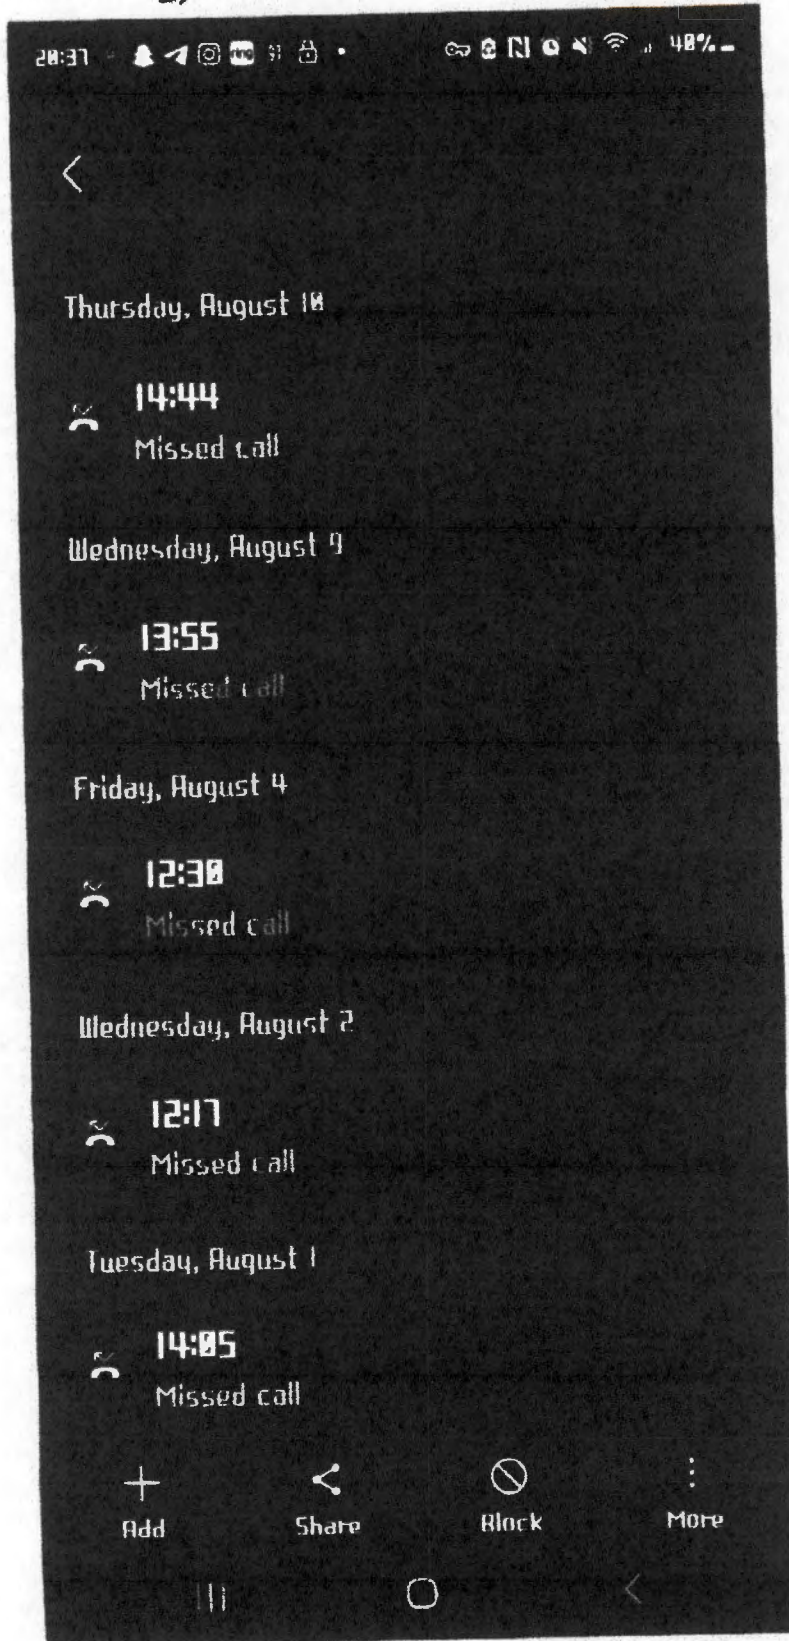 20:37
40%
Thursday, August 10
14:44
Missed call
Wednesday, August 9
13:55
Missed call
Friday, August 4
12:30
Missed call
Wednesday, August 2
12:17
Missed call
Tuesday, August 1
14:05
Missed call
Add Share Block More